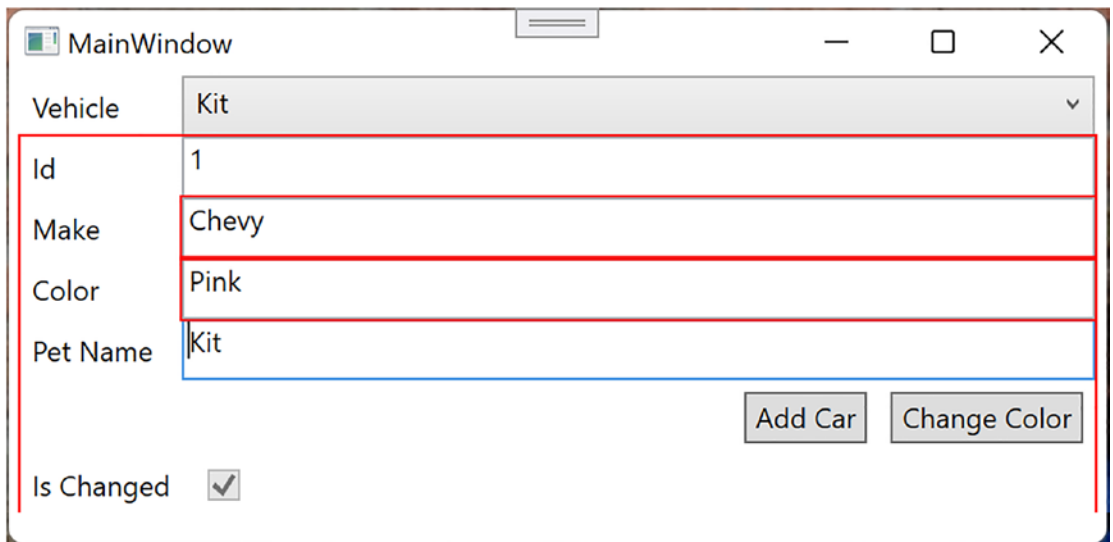 MainWindow
Vehicle Kit
Id 1
Make Chevy
Color Pink
Pet Name Kit
Add Car Change Color
Is Changed